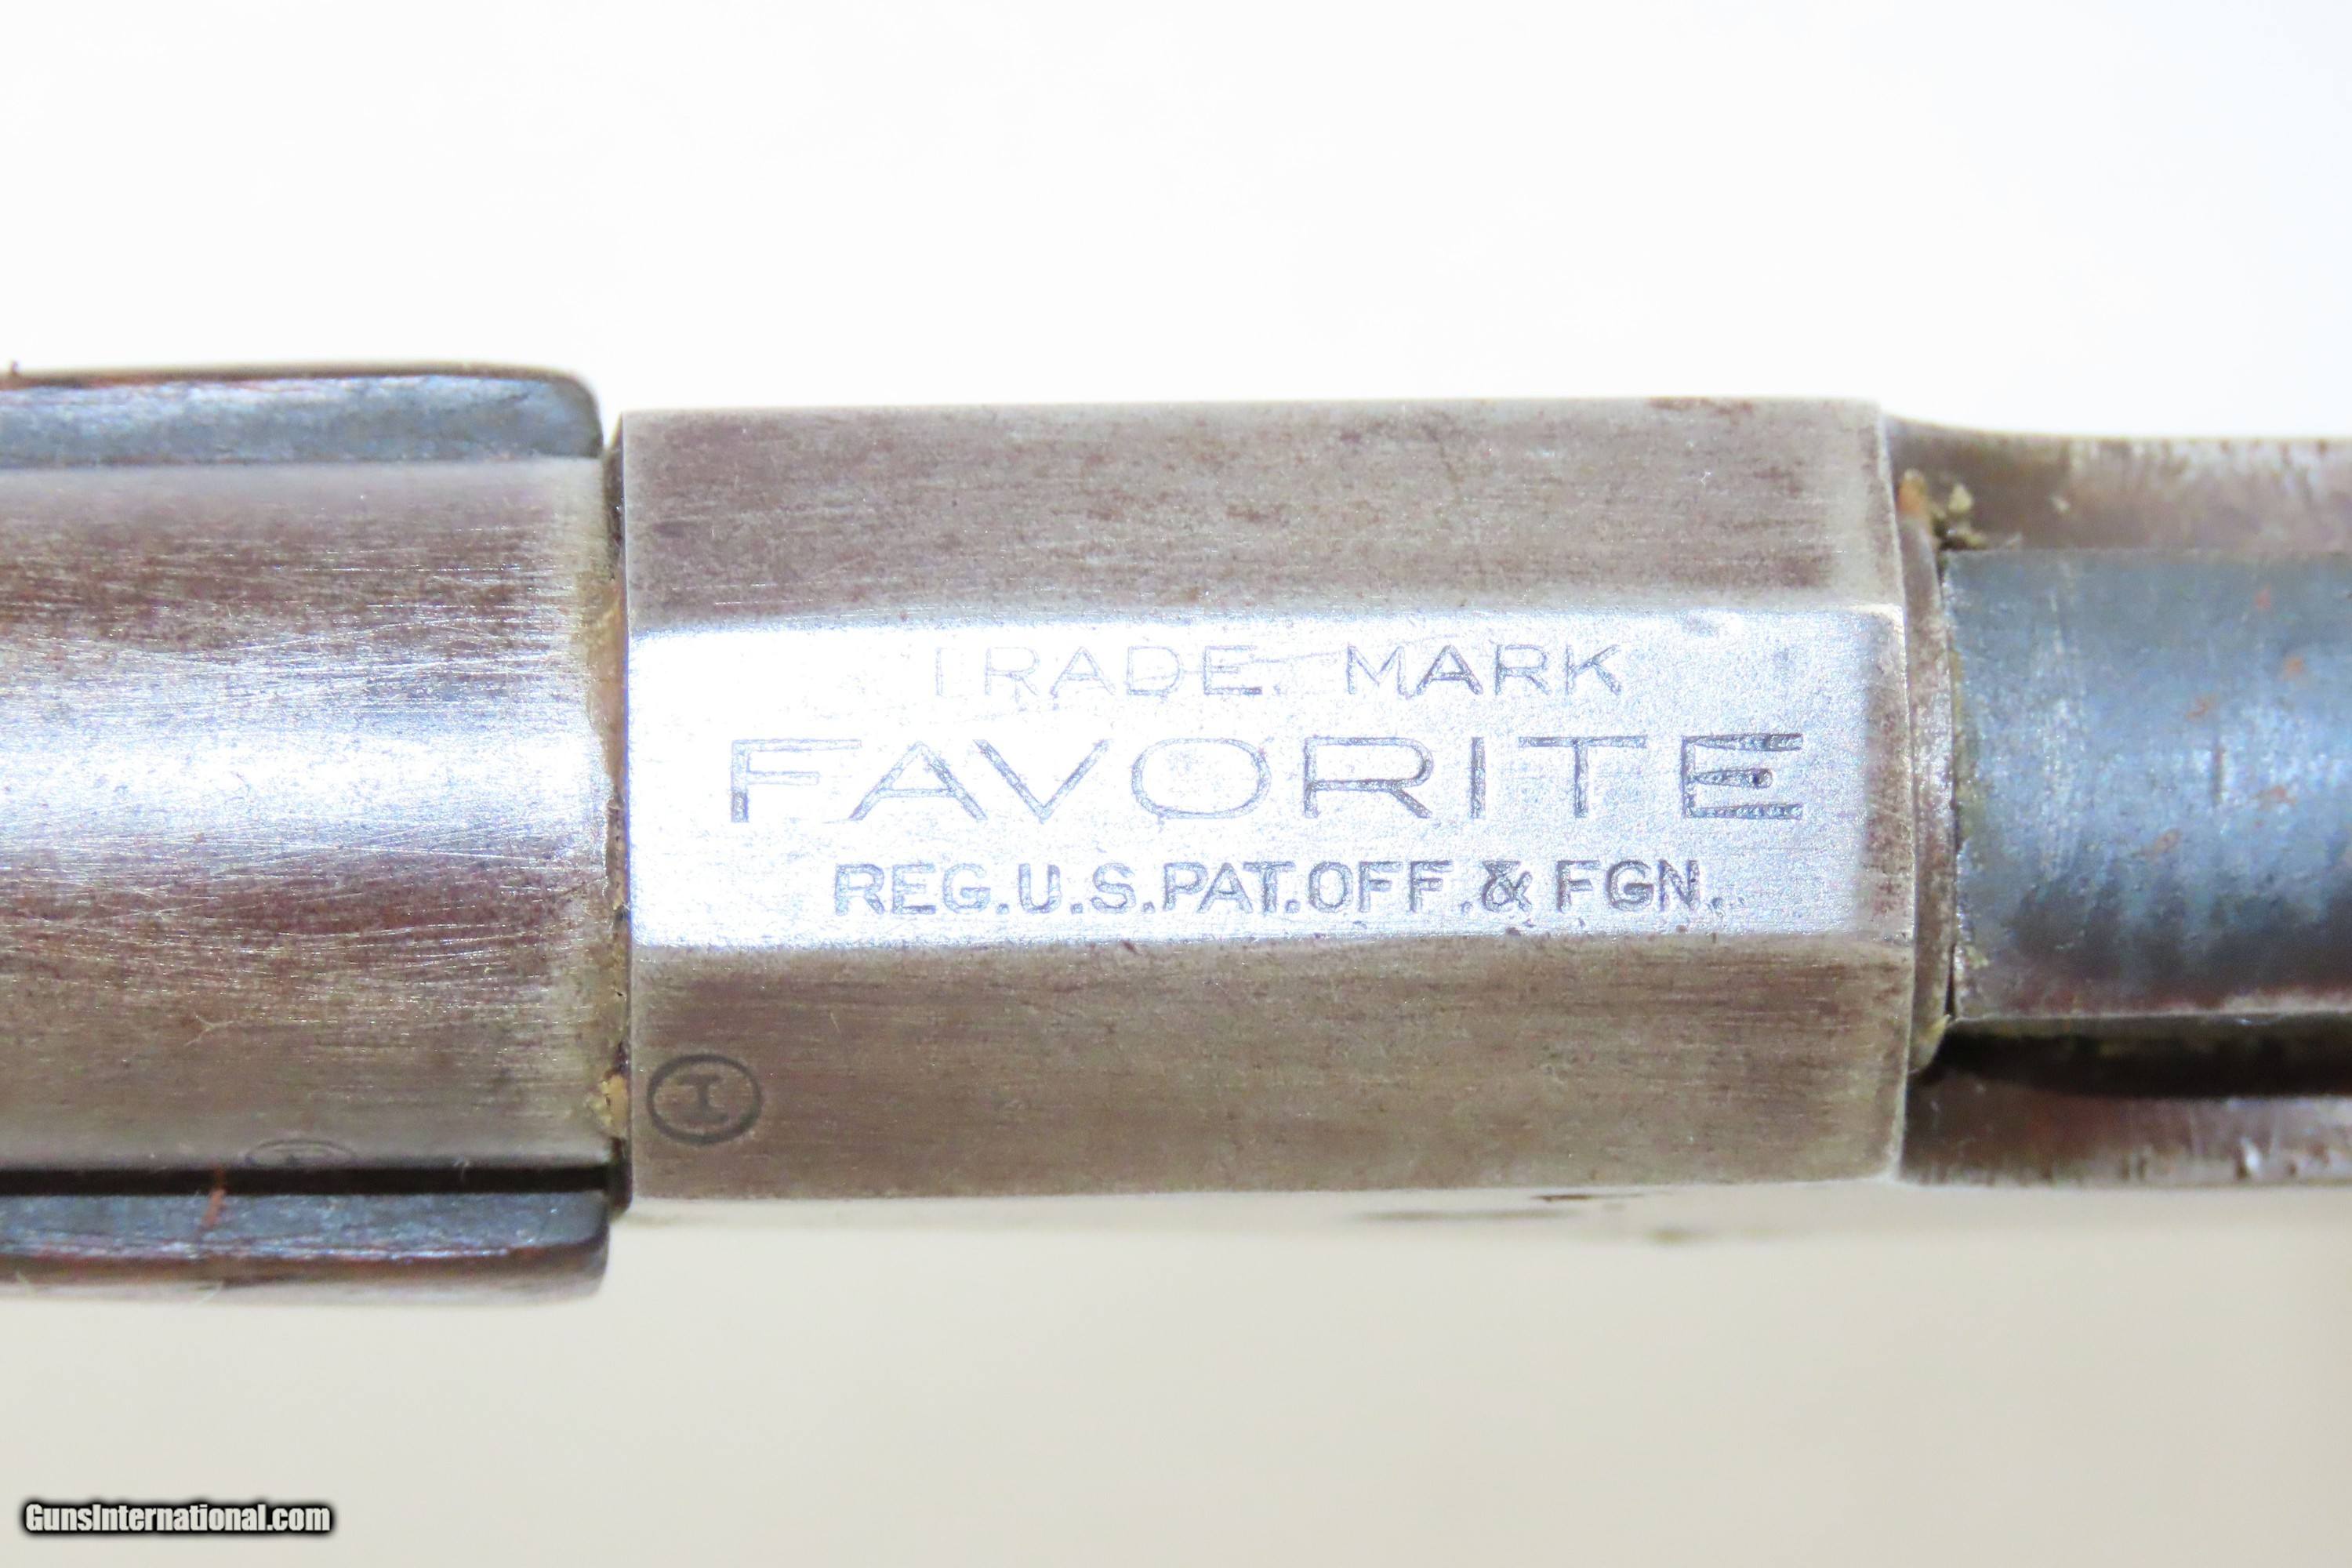 TRADE MARK
FAVORITE
REG.U.S.PAT.OFF.& FGN.
I
GunsInternational.com